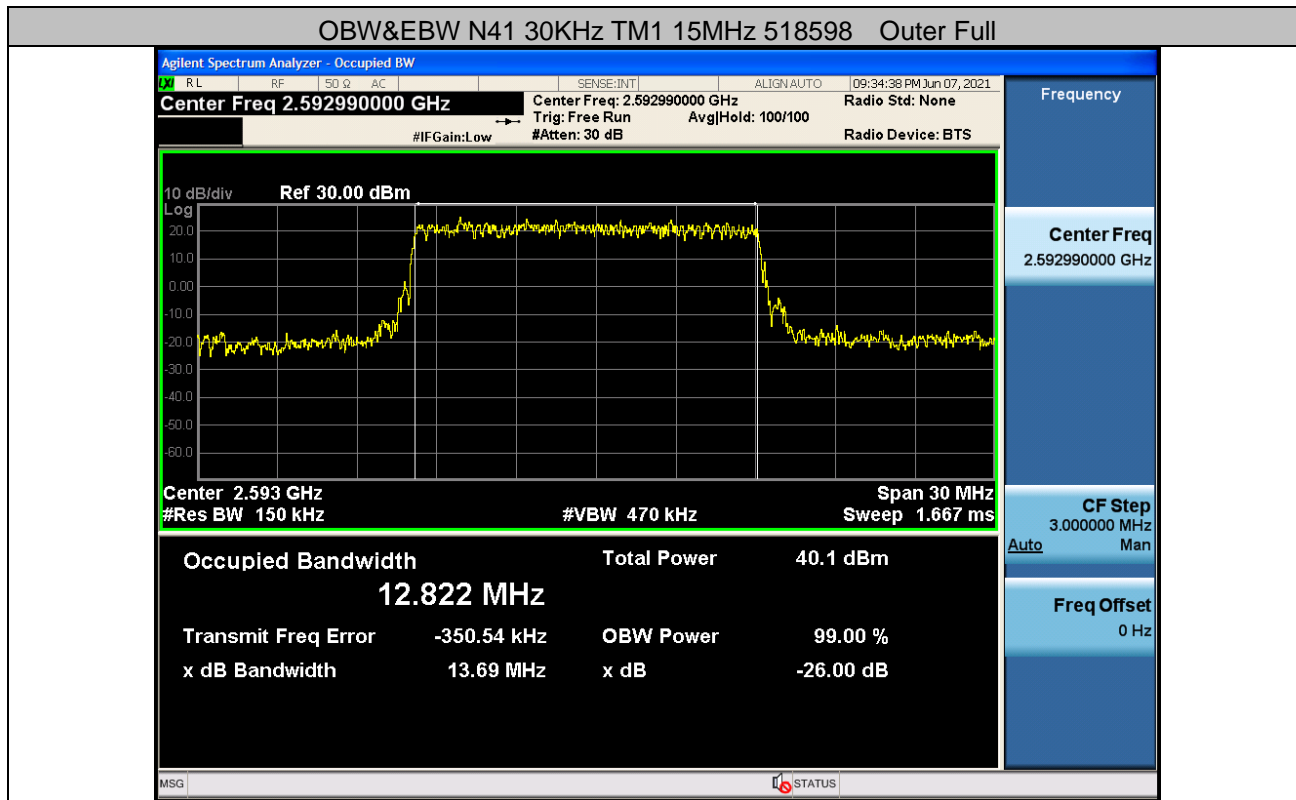 OBW&EBW N41 30KHz TM1 15MHz 518598 Outer Full
Agilent Spectrum Analyzer - Occupied BW
LXI RL RF 50 Ω AC SENSE:INT ALIGN AUTO 09:34:38 PM Jun 07, 2021
Center Freq 2.592990000 GHz
Center Freq: 2.592990000 GHz
Radio Std: None
Trig: Free Run Avg|Hold: 100/100
#IFGain:Low
#Atten: 30 dB
Radio Device: BTS
Frequency
10 dB/div Ref 30.00 dBm
Log
20.0
10.0
0.00
-10.0
-20.0
-30.0
-40.0
-50.0
-60.0
Center 2.593 GHz
Span 30 MHz
#Res BW 150 kHz
#VBW 470 kHz
Sweep 1.667 ms
Center Freq
2.592990000 GHz
CF Step
3.000000 MHz
Auto Man
Freq Offset
0 Hz
Occupied Bandwidth
12.822 MHz
Total Power 40.1 dBm
Transmit Freq Error -350.54 kHz
OBW Power 99.00 %
x dB Bandwidth 13.69 MHz
x dB -26.00 dB
MSG
STATUS